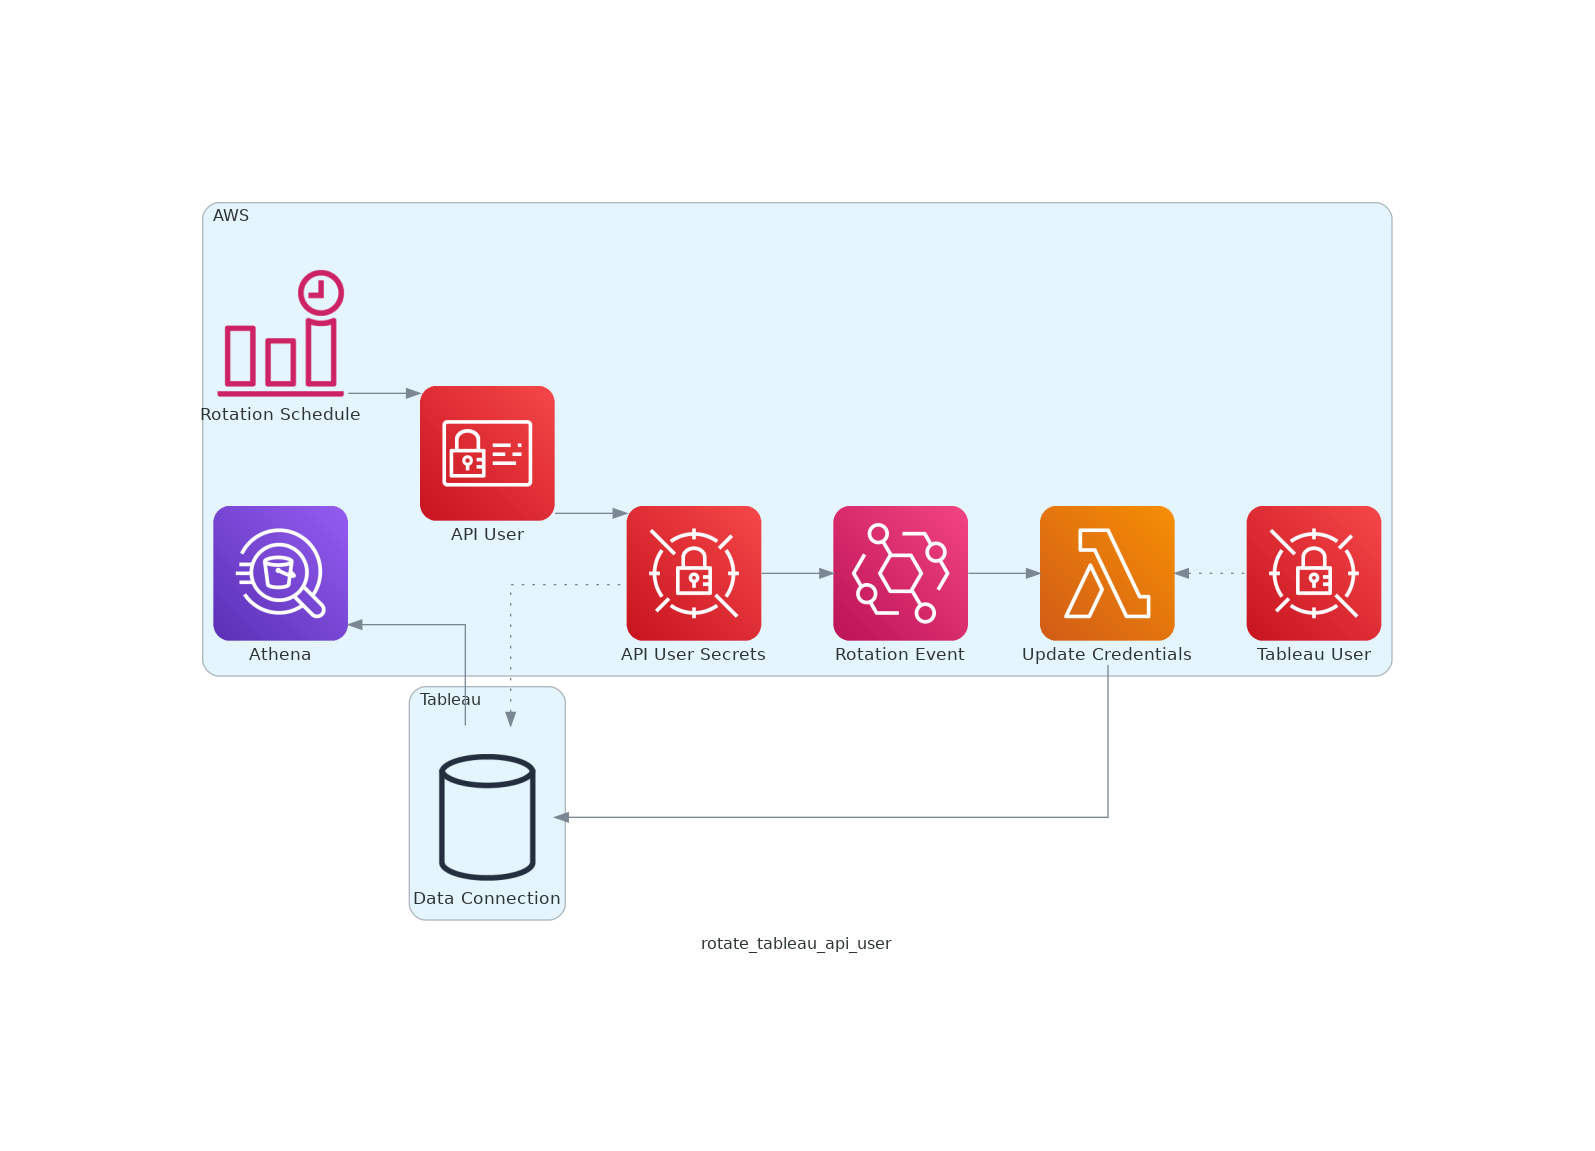 AWS
Rotation Schedule
API User
Athena
API User Secrets
Rotation Event
Update Credentials
Tableau User
Tableau
Data Connection
rotate_tableau_api_user